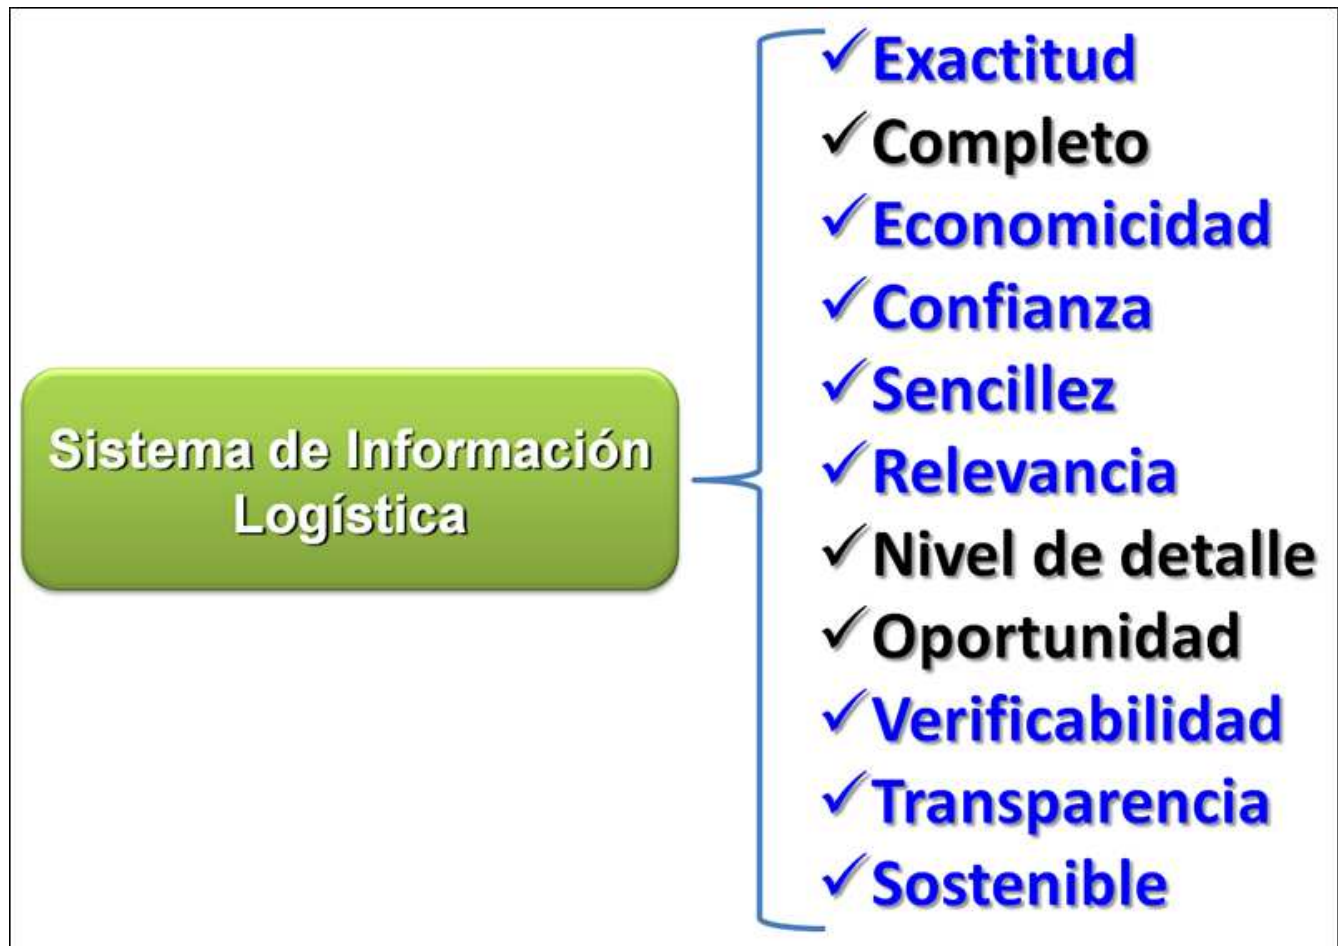 Sistema de Información
Logística
✓Exactitud
✓Completo
✓Economicidad
✓Confianza
✓Sencillez
✓Relevancia
✓Nivel de detalle
✓Oportunidad
✓Verificabilidad
✓Transparencia
✓Sostenible